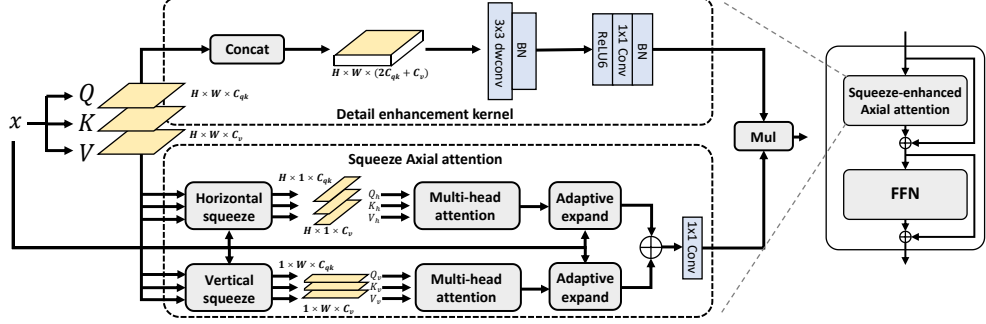 Concat
H × W × (2C_qk + C_v)
3x3 dwconv
BN
ReLU6
1x1 Conv
BN
Detail enhancement kernel
x
Q
K
V
H × W × C_qk
H × W × C_v
Mul
Squeeze Axial attention
Horizontal
squeeze
H × 1 × C_qk
H × 1 × C_v
Q_h
K_h
V_h
Multi-head
attention
Adaptive
expand
Vertical
squeeze
1 × W × C_qk
1 × W × C_v
Q_v
K_v
V_v
Multi-head
attention
Adaptive
expand
1x1 Conv
Squeeze-enhanced
Axial attention
FFN